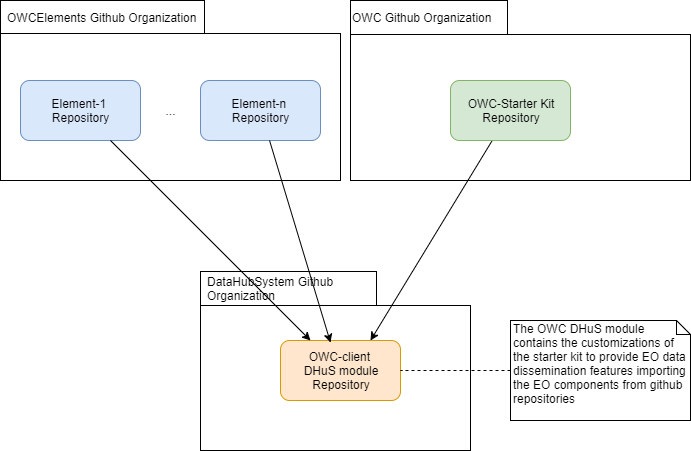 OWCElements Github Organization
OWC Github Organization
Element-1
Repository
...
Element-n
Repository
OWC-Starter Kit
Repository
DataHubSystem Github
Organization
OWC-client
DHuS module
Repository
The OWC DHuS module
contains the customizations of
the starter kit to provide EO data
dissemination features importing
the EO components from github
repositories